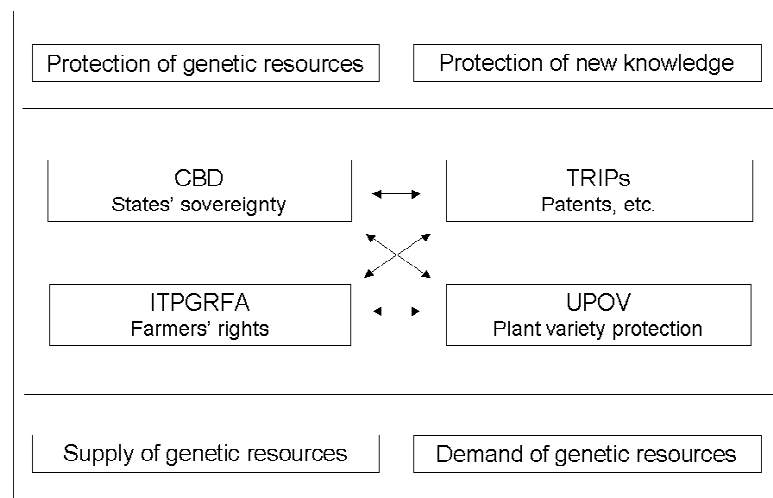 Protection of genetic resources
Protection of new knowledge
CBD
States' sovereignty
TRIPs
Patents, etc.
ITPGRFA
Farmers' rights
UPOV
Plant variety protection
Supply of genetic resources
Demand of genetic resources